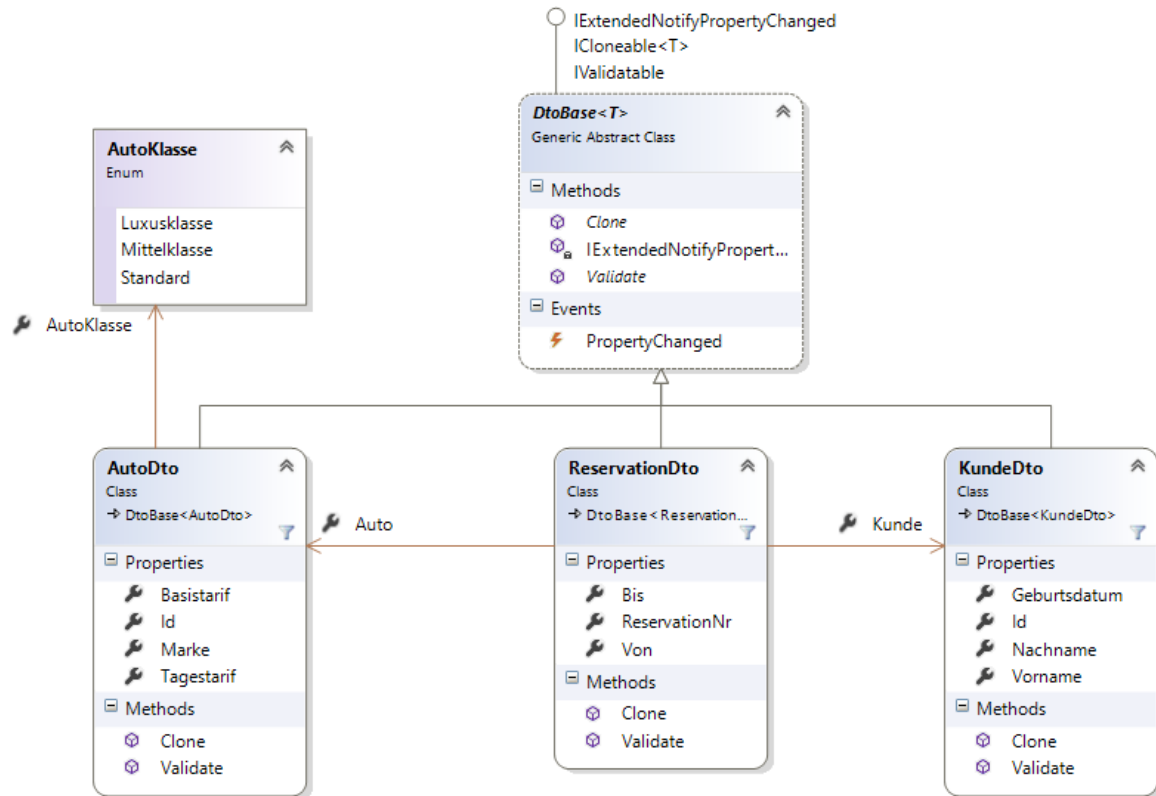 IExtendedNotifyPropertyChanged
ICloneable<T>
IValidatable
DtoBase<T>
Generic Abstract Class
Methods
Clone
IExtendedNotifyPropert...
Validate
Events
PropertyChanged
AutoKlasse
Enum
Luxusklasse
Mittelklasse
Standard
AutoKlasse
AutoDto
Class
DtoBase<AutoDto>
Properties
Basistarif
Id
Marke
Tagestarif
Methods
Clone
Validate
Auto
ReservationDto
Class
DtoBase<Reservation...
Properties
Bis
ReservationNr
Von
Methods
Clone
Validate
Kunde
KundeDto
Class
DtoBase<KundeDto>
Properties
Geburtsdatum
Id
Nachname
Vorname
Methods
Clone
Validate